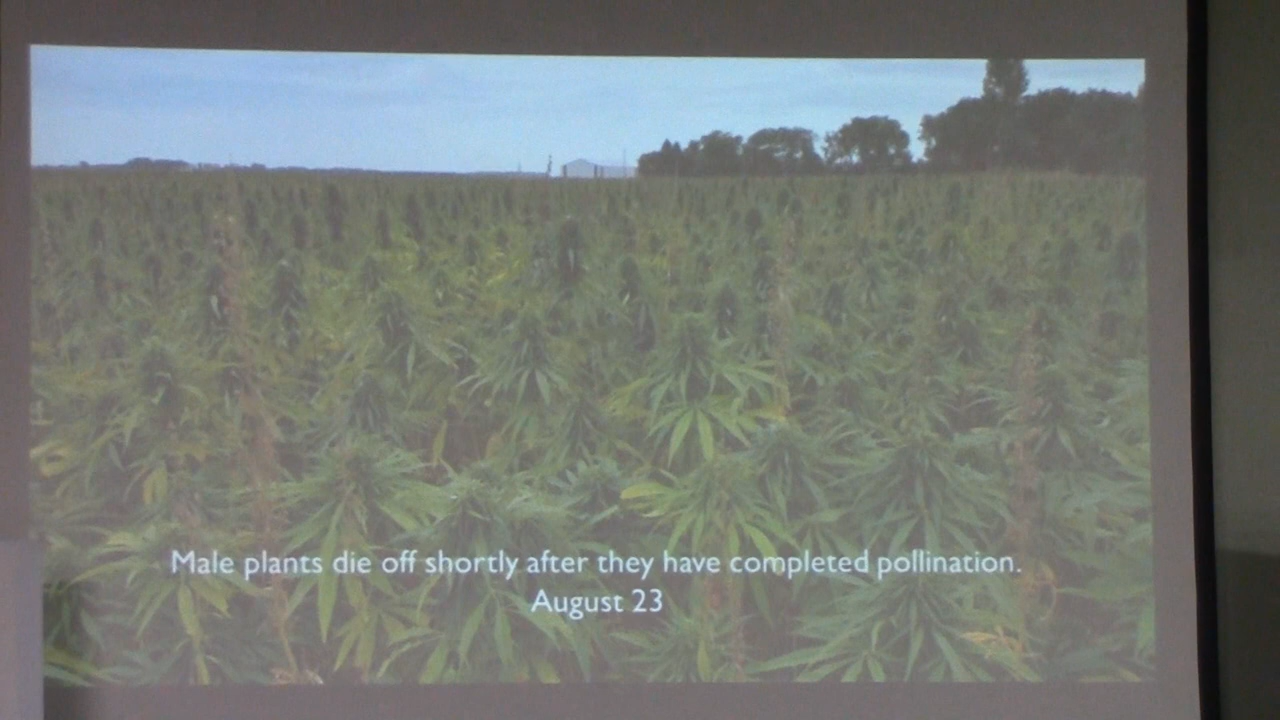 Male plants die off shortly after they have completed pollination.
August 23